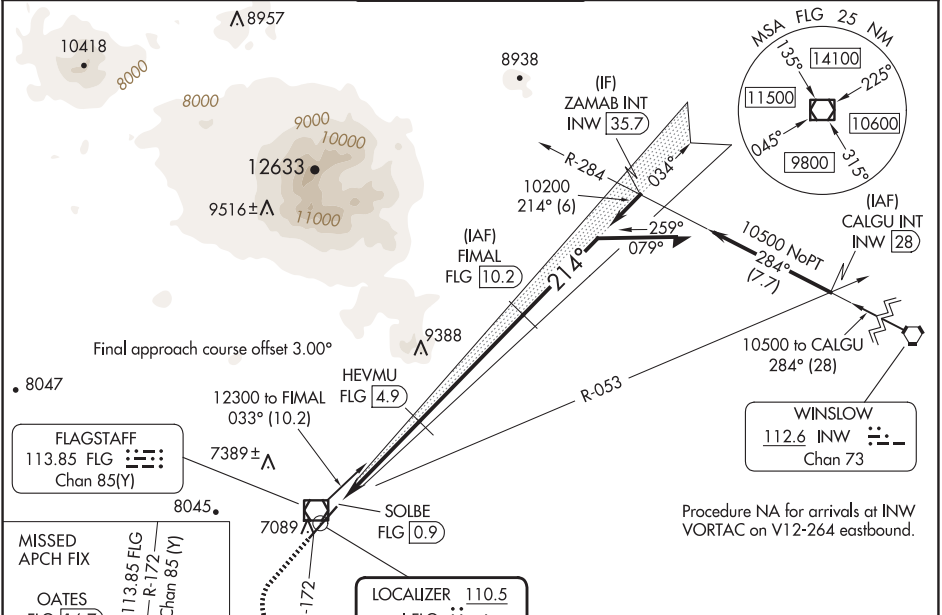 8957
10418
8000
8000
9000
10000
12633
9516±
11000
8938
(IF)
ZAMAB INT
INW 35.7
R-284
034°
10200
214° (6)
259°
079°
214°
(IAF)
FIMAL
FLG 10.2
MSA FLG 25 NM
135°
14100
225°
11500
10600
045°
9800
315°
(IAF)
CALGU INT
INW 28
10500 NoPT
284°
(7.7)
10500 to CALGU
284° (28)
R-053
WINSLOW
112.6 INW
Chan 73
Procedure NA for arrivals at INW
VORTAC on V12-264 eastbound.
9388
Final approach course offset 3.00°
8047
HEVMU
FLG 4.9
12300 to FIMAL
033° (10.2)
FLAGSTAFF
113.85 FLG
Chan 85(Y)
7389±
8045
7089
SOLBE
FLG 0.9
MISSED
APCH FIX
OATES
113.85 FLG
R-172
Chan 85 (Y)
-172
LOCALIZER 110.5